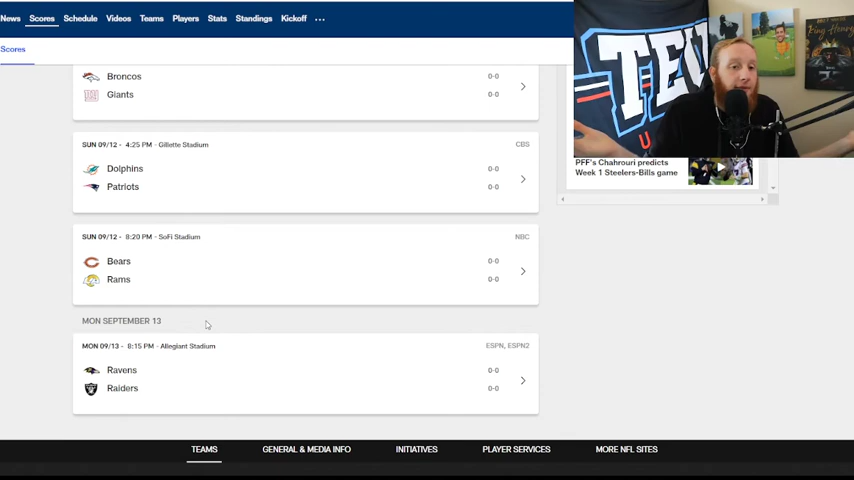 News Scores Schedule Videos Teams Players Stats Standings Kickoff ...
Scores
Broncos 0-0
Giants 0-0
SUN 09/12 - 4:25 PM - Gillette Stadium CBS
Dolphins 0-0
Patriots 0-0
SUN 09/12 - 8:20 PM - SoFi Stadium NBC
Bears 0-0
Rams 0-0
MON SEPTEMBER 13
MON 09/13 - 8:15 PM - Allegiant Stadium ESPN, ESPN2
Ravens 0-0
Raiders 0-0
TEAMS GENERAL & MEDIA INFO INITIATIVES PLAYER SERVICES MORE NFL SITES
PFF's Chahrouri predicts
Week 1 Steelers-Bills game
King Henry